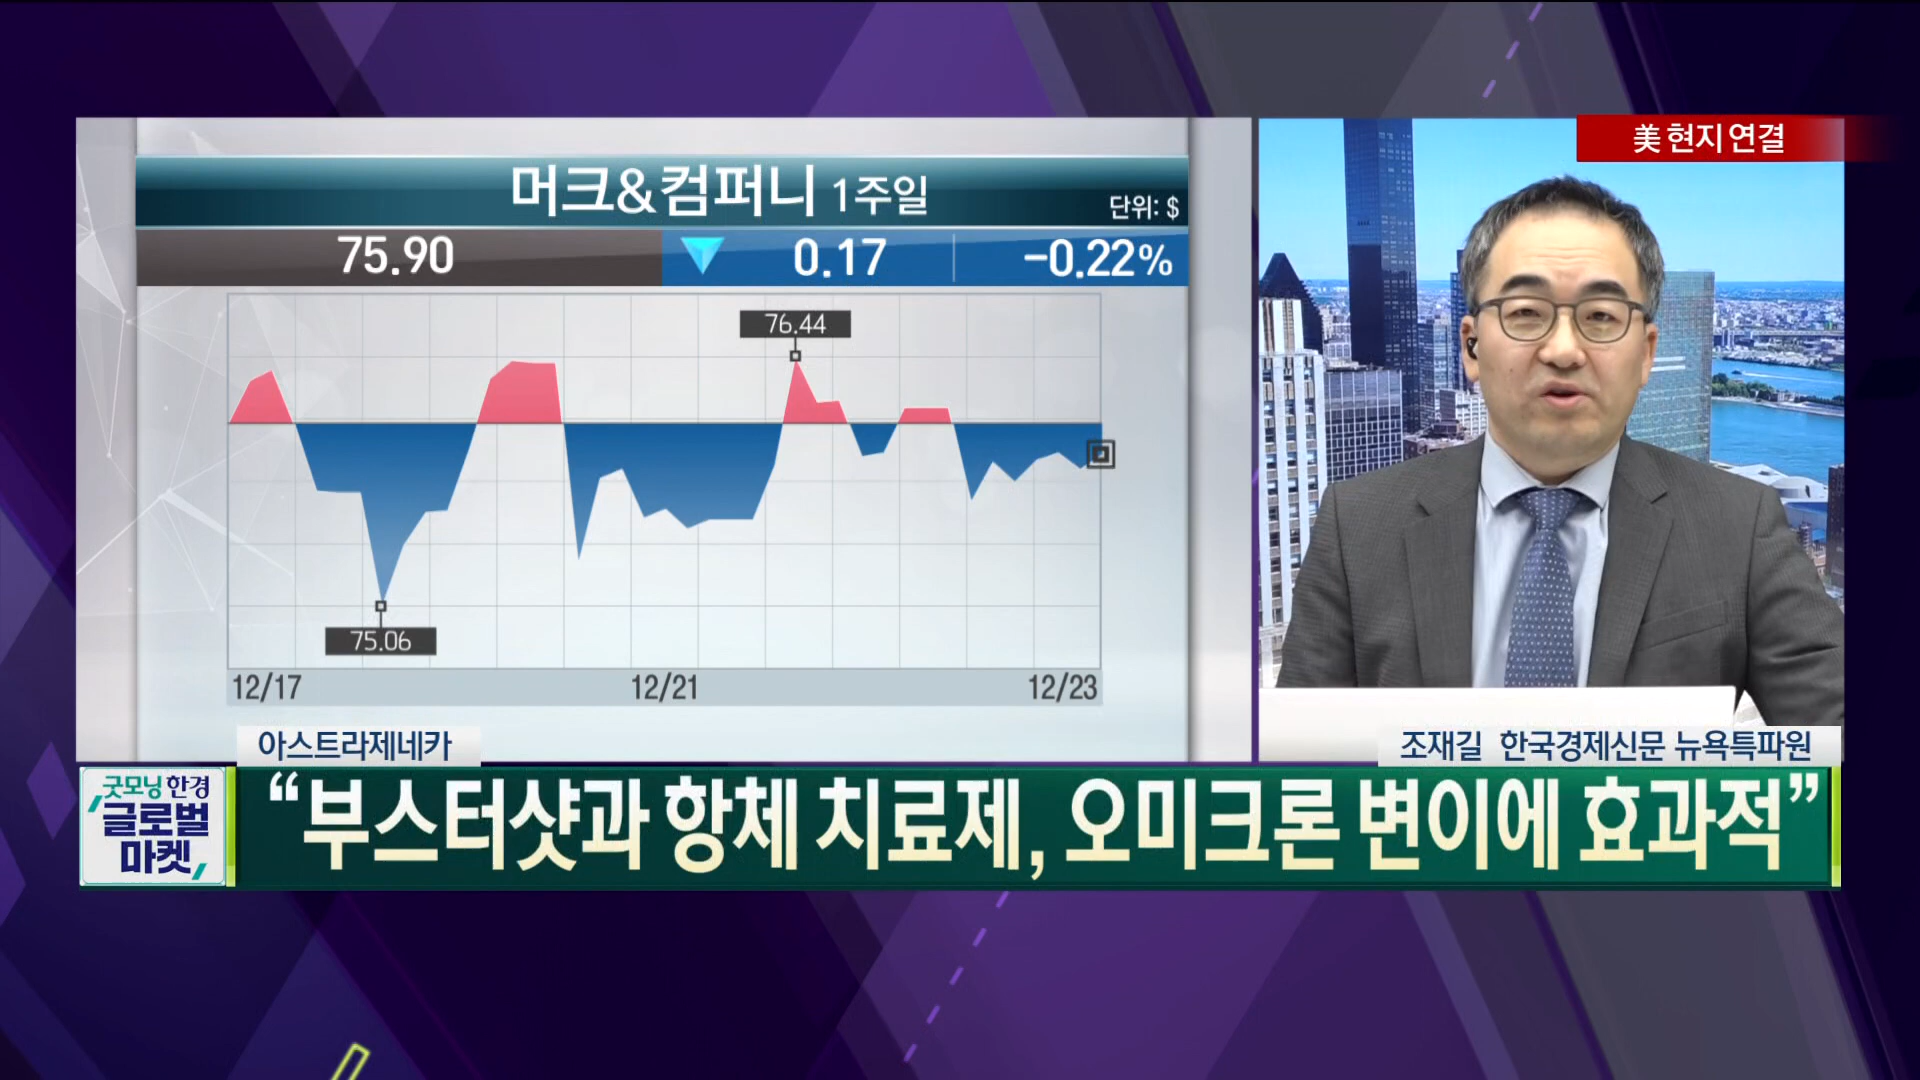 美 현지 연결
머크&컴퍼니 1주일
단위: $
75.90 ▼ 0.17 -0.22%
76.44
75.06
12/17 12/21 12/23
아스트라제네카
조재길 한국경제신문 뉴욕특파원
굿모닝 한경
글로벌
마켓
“부스터샷과 항체 치료제, 오미크론 변이에 효과적”